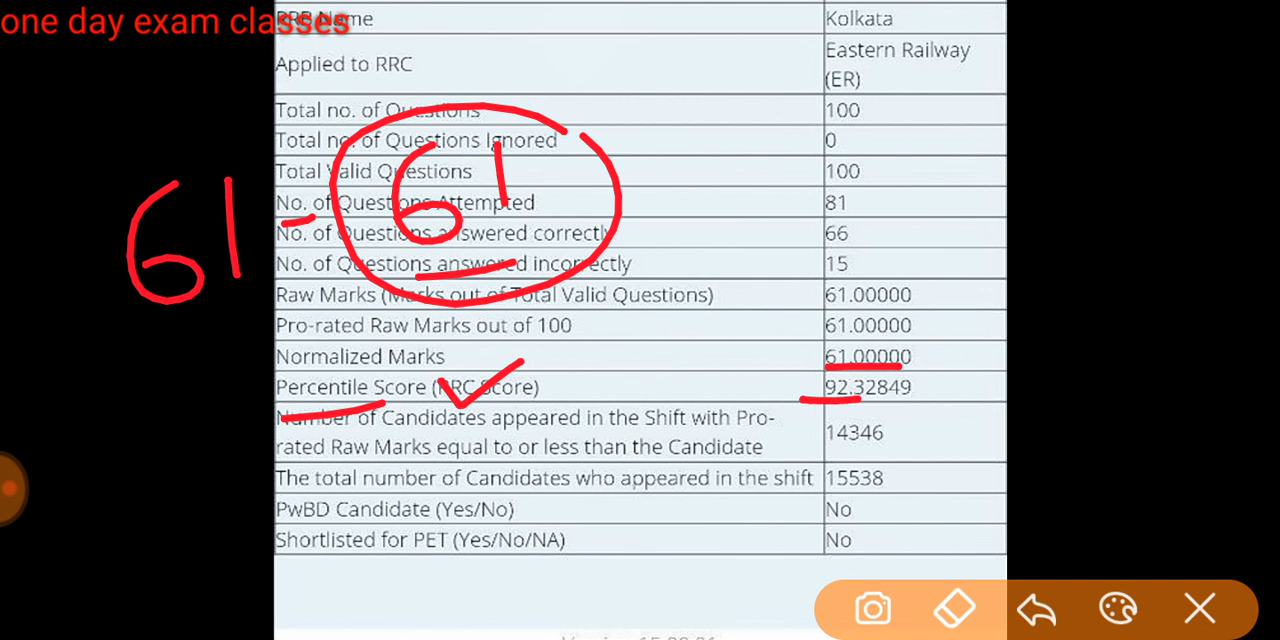 one day exam classes
RRB Name Kolkata
Applied to RRC Eastern Railway
(ER)
Total no. of Questions 100
Total no. of Questions Ignored 0
Total Valid Questions 100
No. of Questions Attempted 81
No. of Questions answered correctly 66
No. of Questions answered incorrectly 15
61 - 61
Raw Marks (Marks out of Total Valid Questions) 61.00000
Pro-rated Raw Marks out of 100 61.00000
Normalized Marks 61.00000
Percentile Score (RRC Score) 92.32849
Number of Candidates appeared in the Shift with Pro-
rated Raw Marks equal to or less than the Candidate 14346
The total number of Candidates who appeared in the shift 15538
PwBD Candidate (Yes/No) No
Shortlisted for PET (Yes/No/NA) No